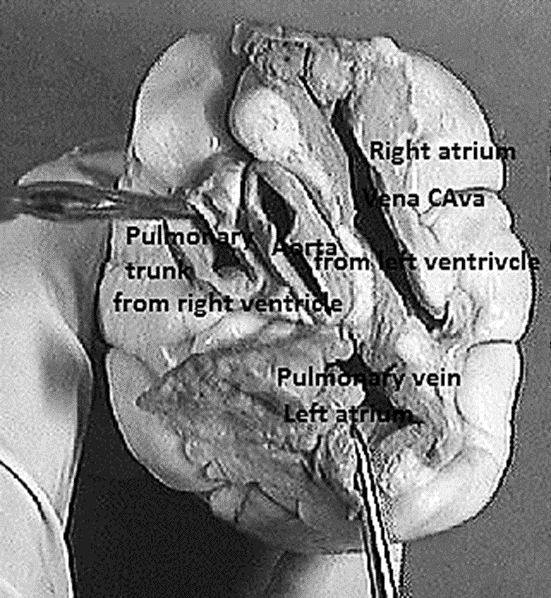 Right atrium
Vena CAva
Pulmonary
trunk
Aorta
from left ventrivcle
from right ventricle
Pulmonary vein
Left atrium